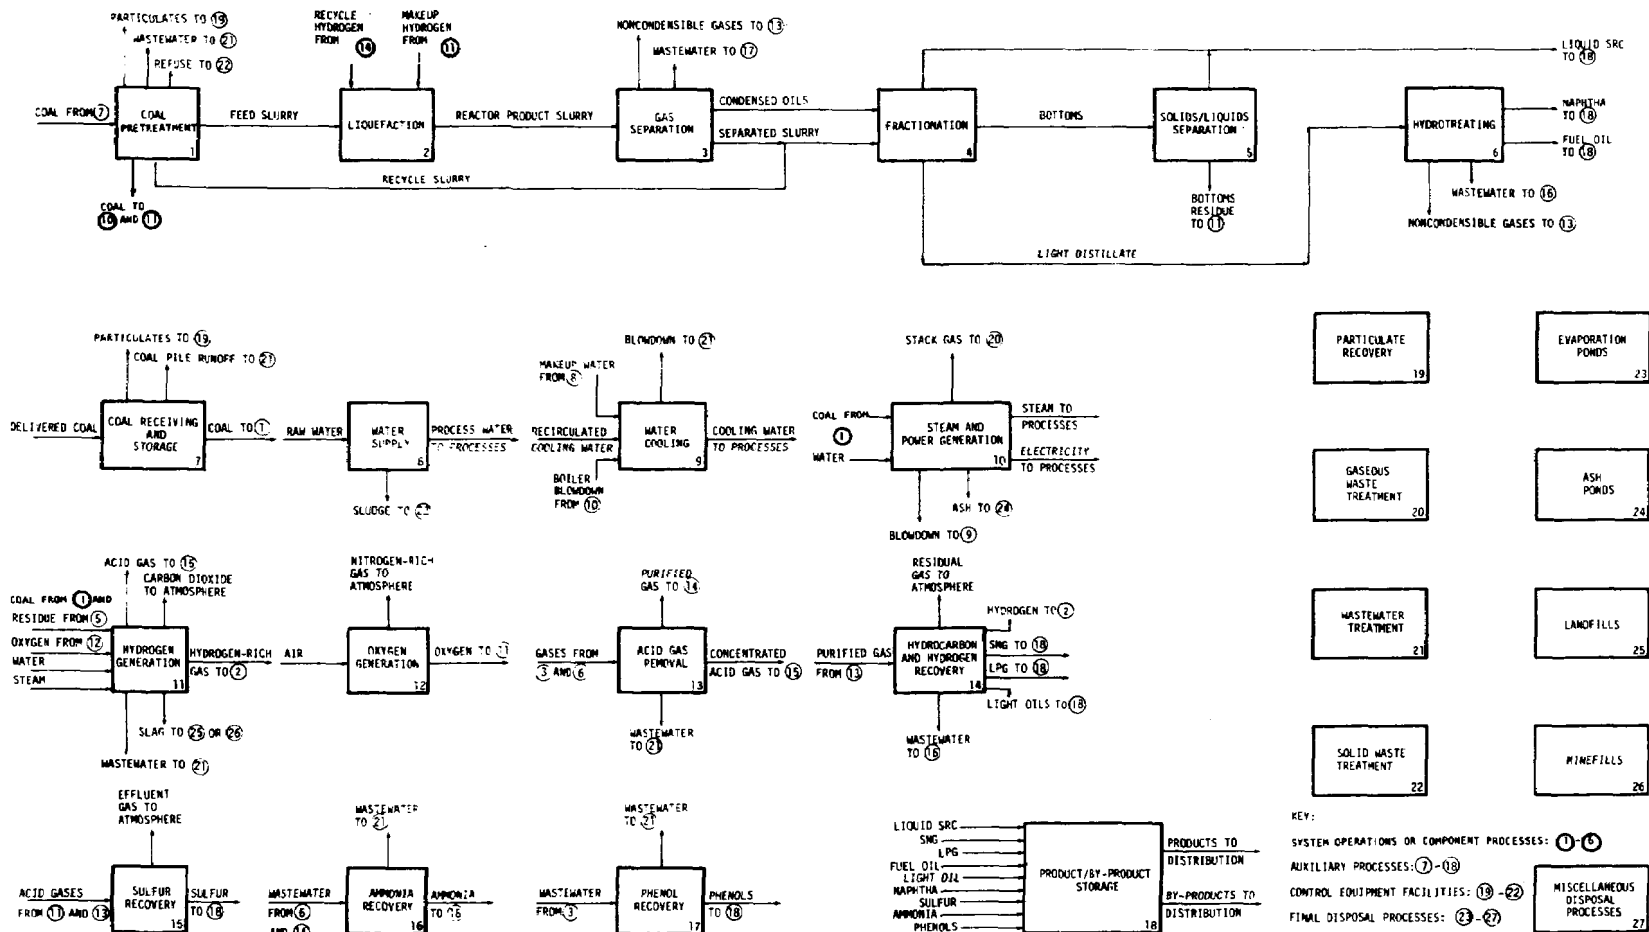 PARTICULATES TO 19
WASTEWATER TO 21
REFUSE TO 22
COAL FROM 7
COAL
PRETREATMENT
1
COAL TO
10 AND 11
FEED SLURRY
RECYCLE
HYDROGEN
FROM
14
MAKEUP
HYDROGEN
FROM
11
LIQUEFACTION
2
REACTOR PRODUCT SLURRY
RECYCLE SLURRY
NONCONDENSIBLE GASES TO 13
WASTEWATER TO 17
GAS
SEPARATION
3
CONDENSED OILS
SEPARATED SLURRY
FRACTIONATION
4
BOTTOMS
LIGHT DISTILLATE
SOLIDS/LIQUIDS
SEPARATION
5
BOTTOMS
RESIDUE
TO 11
LIQUID SRC
TO 18
HYDROTREATING
6
NAPHTHA
TO 18
FUEL OIL
TO 18
WASTEWATER TO 16
NONCONDENSIBLE GASES TO 13
PARTICULATES TO 19
COAL PILE RUNOFF TO 21
DELIVERED COAL
COAL RECEIVING
AND
STORAGE
7
COAL TO 1
RAW WATER
WATER
SUPPLY
8
PROCESS WATER
TO PROCESSES
SLUDGE TO 22
BLOWDOWN TO 21
MAKEUP WATER
FROM 8
RECIRCULATED
COOLING WATER
BOILER
BLOWDOWN
FROM 10
WATER
COOLING
9
COOLING WATER
TO PROCESSES
STACK GAS TO 20
COAL FROM
1
WATER
STEAM AND
POWER GENERATION
10
STEAM TO
PROCESSES
ELECTRICITY
TO PROCESSES
ASH TO 24
BLOWDOWN TO 9
ACID GAS TO 15
CARBON DIOXIDE
TO ATMOSPHERE
COAL FROM 1 AND
RESIDUE FROM 5
OXYGEN FROM 12
WATER
STEAM
HYDROGEN
GENERATION
11
HYDROGEN-RICH
GAS TO 2
SLAG TO 25 OR 26
WASTEWATER TO 21
NITROGEN-RICH
GAS TO
ATMOSPHERE
AIR
OXYGEN
GENERATION
12
OXYGEN TO 11
PURIFIED
GAS TO 14
GASES FROM
3 AND 6
ACID GAS
REMOVAL
13
CONCENTRATED
ACID GAS TO 15
WASTEWATER
TO 21
RESIDUAL
GAS TO
ATMOSPHERE
PURIFIED GAS
FROM 13
HYDROCARBON
AND HYDROGEN
RECOVERY
14
HYDROGEN TO 2
SNG TO 18
LPG TO 18
LIGHT OILS TO 18
WASTEWATER
TO 16
EFFLUENT
GAS TO
ATMOSPHERE
ACID GASES
FROM 11 AND 13
SULFUR
RECOVERY
15
SULFUR
TO 18
WASTEWATER
TO 21
WASTEWATER
FROM 6
AND 14
AMMONIA
RECOVERY
16
AMMONIA
TO
WASTEWATER
TO 21
WASTEWATER
FROM 3
PHENOL
RECOVERY
17
PHENOLS
TO 18
LIQUID SRC
SNG
LPG
FUEL OIL
LIGHT OIL
NAPHTHA
SULFUR
AMMONIA
PHENOLS
PRODUCT/BY-PRODUCT
STORAGE
18
PRODUCTS TO
DISTRIBUTION
BY-PRODUCTS TO
DISTRIBUTION
PARTICULATE
RECOVERY
19
EVAPORATION
PONDS
23
GASEOUS
WASTE
TREATMENT
20
ASH
PONDS
24
WASTEWATER
TREATMENT
21
LANDFILLS
25
SOLID WASTE
TREATMENT
22
MINEFILLS
26
KEY:
SYSTEM OPERATIONS OR COMPONENT PROCESSES: 1-6
AUXILIARY PROCESSES: 7-18
CONTROL EQUIPMENT FACILITIES: 19-22
FINAL DISPOSAL PROCESSES: 23-27
MISCELLANEOUS
DISPOSAL
PROCESSES
27